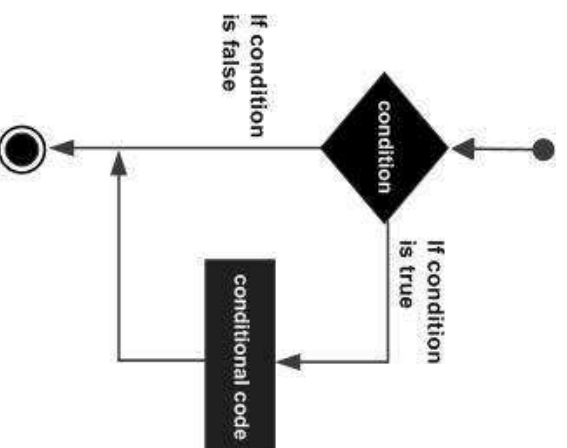 condition
If condition
is true
conditional code
If condition
is false